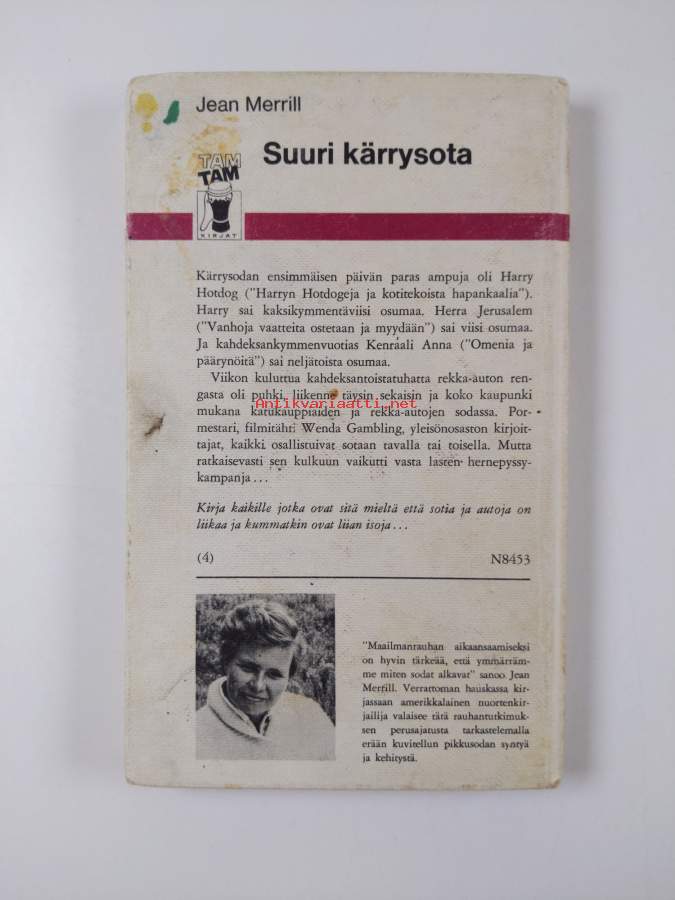 Jean Merrill
TAM
TAM
KIRJAT
Suuri kärrysota
Kärrysodan ensimmäisen päivän paras ampuja oli Harry
Hotdog ("Harryn Hotdogeja ja kotitekoista hapankaalia").
Harry sai kaksikymmentäviisi osumaa. Herra Jerusalem
("Vanhoja vaatteita ostetaan ja myydään") sai viisi osumaa.
Ja kahdeksankymmenvuotias Kenraali Anna ("Omenia ja
päärynöitä") sai neljätoista osumaa.
Viikon kuluttua kahdeksantoistatuhatta rekka-auton ren-
gasta oli puhki, liikenne täysin sekaisin ja koko kaupunki
Antikvariaatti.net
mukana katukauppiaiden ja rekka-autojen sodassa. Por-
mestari, filmitähti Wenda Gambling, yleisönosaston kirjoit-
tajat, kaikki osallistuivat sotaan tavalla tai toisella. Mutta
ratkaisevasti sen kulkuun vaikutti vasta lasten hernepyssy-
kampanja...
Kirja kaikille jotka ovat sitä mieltä että sotia ja autoja on
liikaa ja kummatkin ovat liian isoja...
(4) N8453
"Maailmanrauhan aikaansaamiseksi
on hyvin tärkeää, että ymmärräm-
me miten sodat alkavat" sanoo Jean
Merrill. Verrattoman hauskassa kir-
jassaan amerikkalainen nuortenkir-
jailija valaisee tätä rauhantutkimuk-
sen perusajatusta tarkastelemalla
erään kuvitellun pikkusodan syntyä
ja kehitystä.